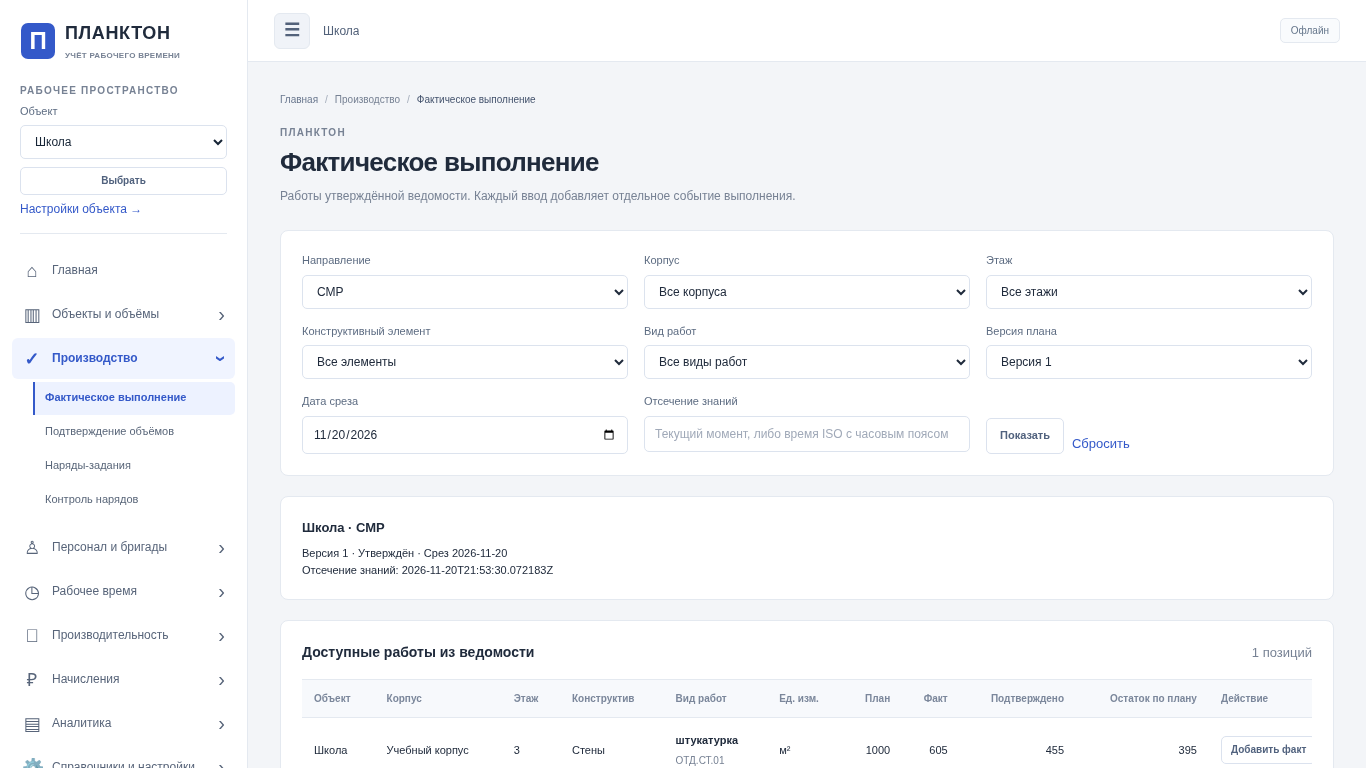 П ПЛАНКТОН
УЧЁТ РАБОЧЕГО ВРЕМЕНИ
РАБОЧЕЕ ПРОСТРАНСТВО
Объект
Школа
Выбрать
Настройки объекта →
Главная
Объекты и объёмы
Производство
Фактическое выполнение
Подтверждение объёмов
Наряды-задания
Контроль нарядов
Персонал и бригады
Рабочее время
Производительность
₽ Начисления
Аналитика
Справочники и настройки
☰ Школа
Офлайн
Главная / Производство / Фактическое выполнение
ПЛАНКТОН
Фактическое выполнение
Работы утверждённой ведомости. Каждый ввод добавляет отдельное событие выполнения.
Направление Корпус Этаж
СМР Все корпуса Все этажи
Конструктивный элемент Вид работ Версия плана
Все элементы Все виды работ Версия 1
Дата среза Отсечение знаний
11/20/2026 Текущий момент, либо время ISO с часовым поясом Показать Сбросить
Школа · СМР
Версия 1 · Утверждён · Срез 2026-11-20
Отсечение знаний: 2026-11-20T21:53:30.072183Z
Доступные работы из ведомости 1 позиций
Объект Корпус Этаж Конструктив Вид работ Ед. изм. План Факт Подтверждено Остаток по плану Действие
Школа Учебный корпус 3 Стены штукатурка м² 1000 605 455 395 Добавить факт
ОТД.СТ.01